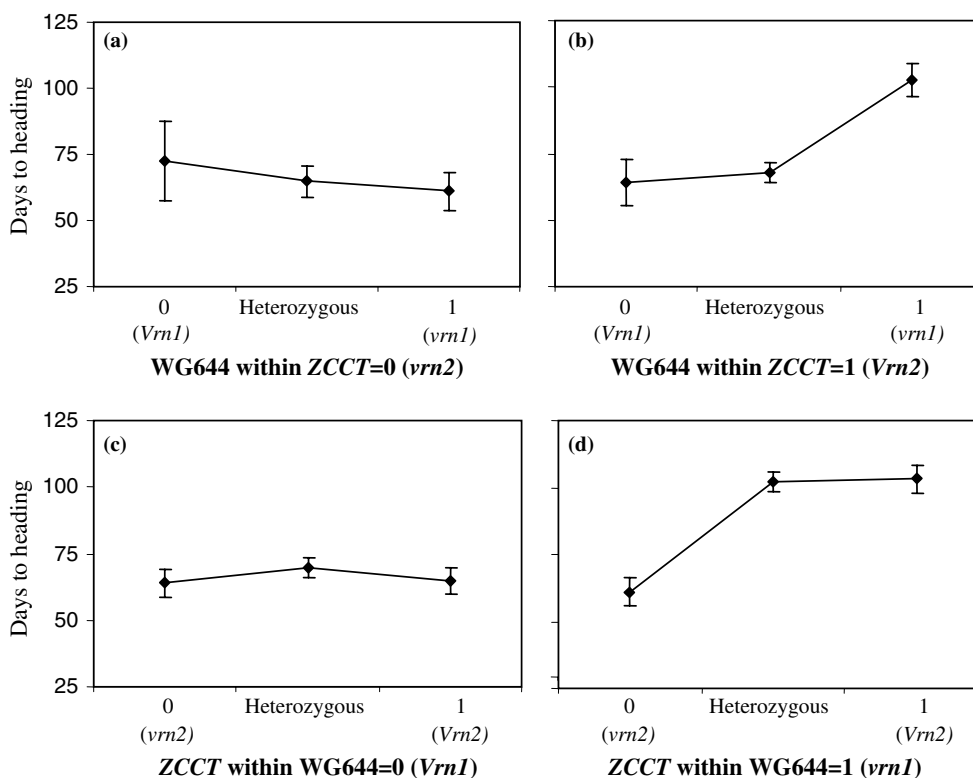 (a)
125
100
75
50
25
Days to heading
0 Heterozygous 1
(Vrn1) (vrn1)
WG644 within ZCCT=0 (vrn2)
(b)
0 Heterozygous 1
(Vrn1) (vrn1)
WG644 within ZCCT=1 (Vrn2)
(c)
125
100
75
50
25
Days to heading
0 Heterozygous 1
(vrn2) (Vrn2)
ZCCT within WG644=0 (Vrn1)
(d)
0 Heterozygous 1
(vrn2) (Vrn2)
ZCCT within WG644=1 (vrn1)